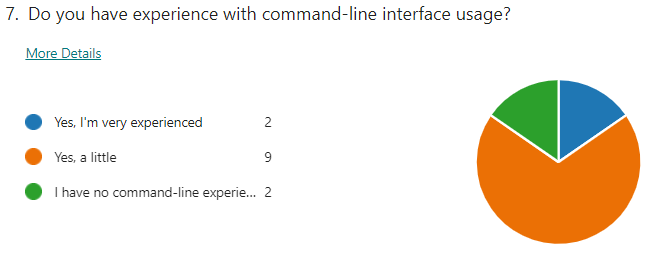 7. Do you have experience with command-line interface usage?
More Details
Yes, I'm very experienced 2
Yes, a little 9
I have no command-line experie... 2